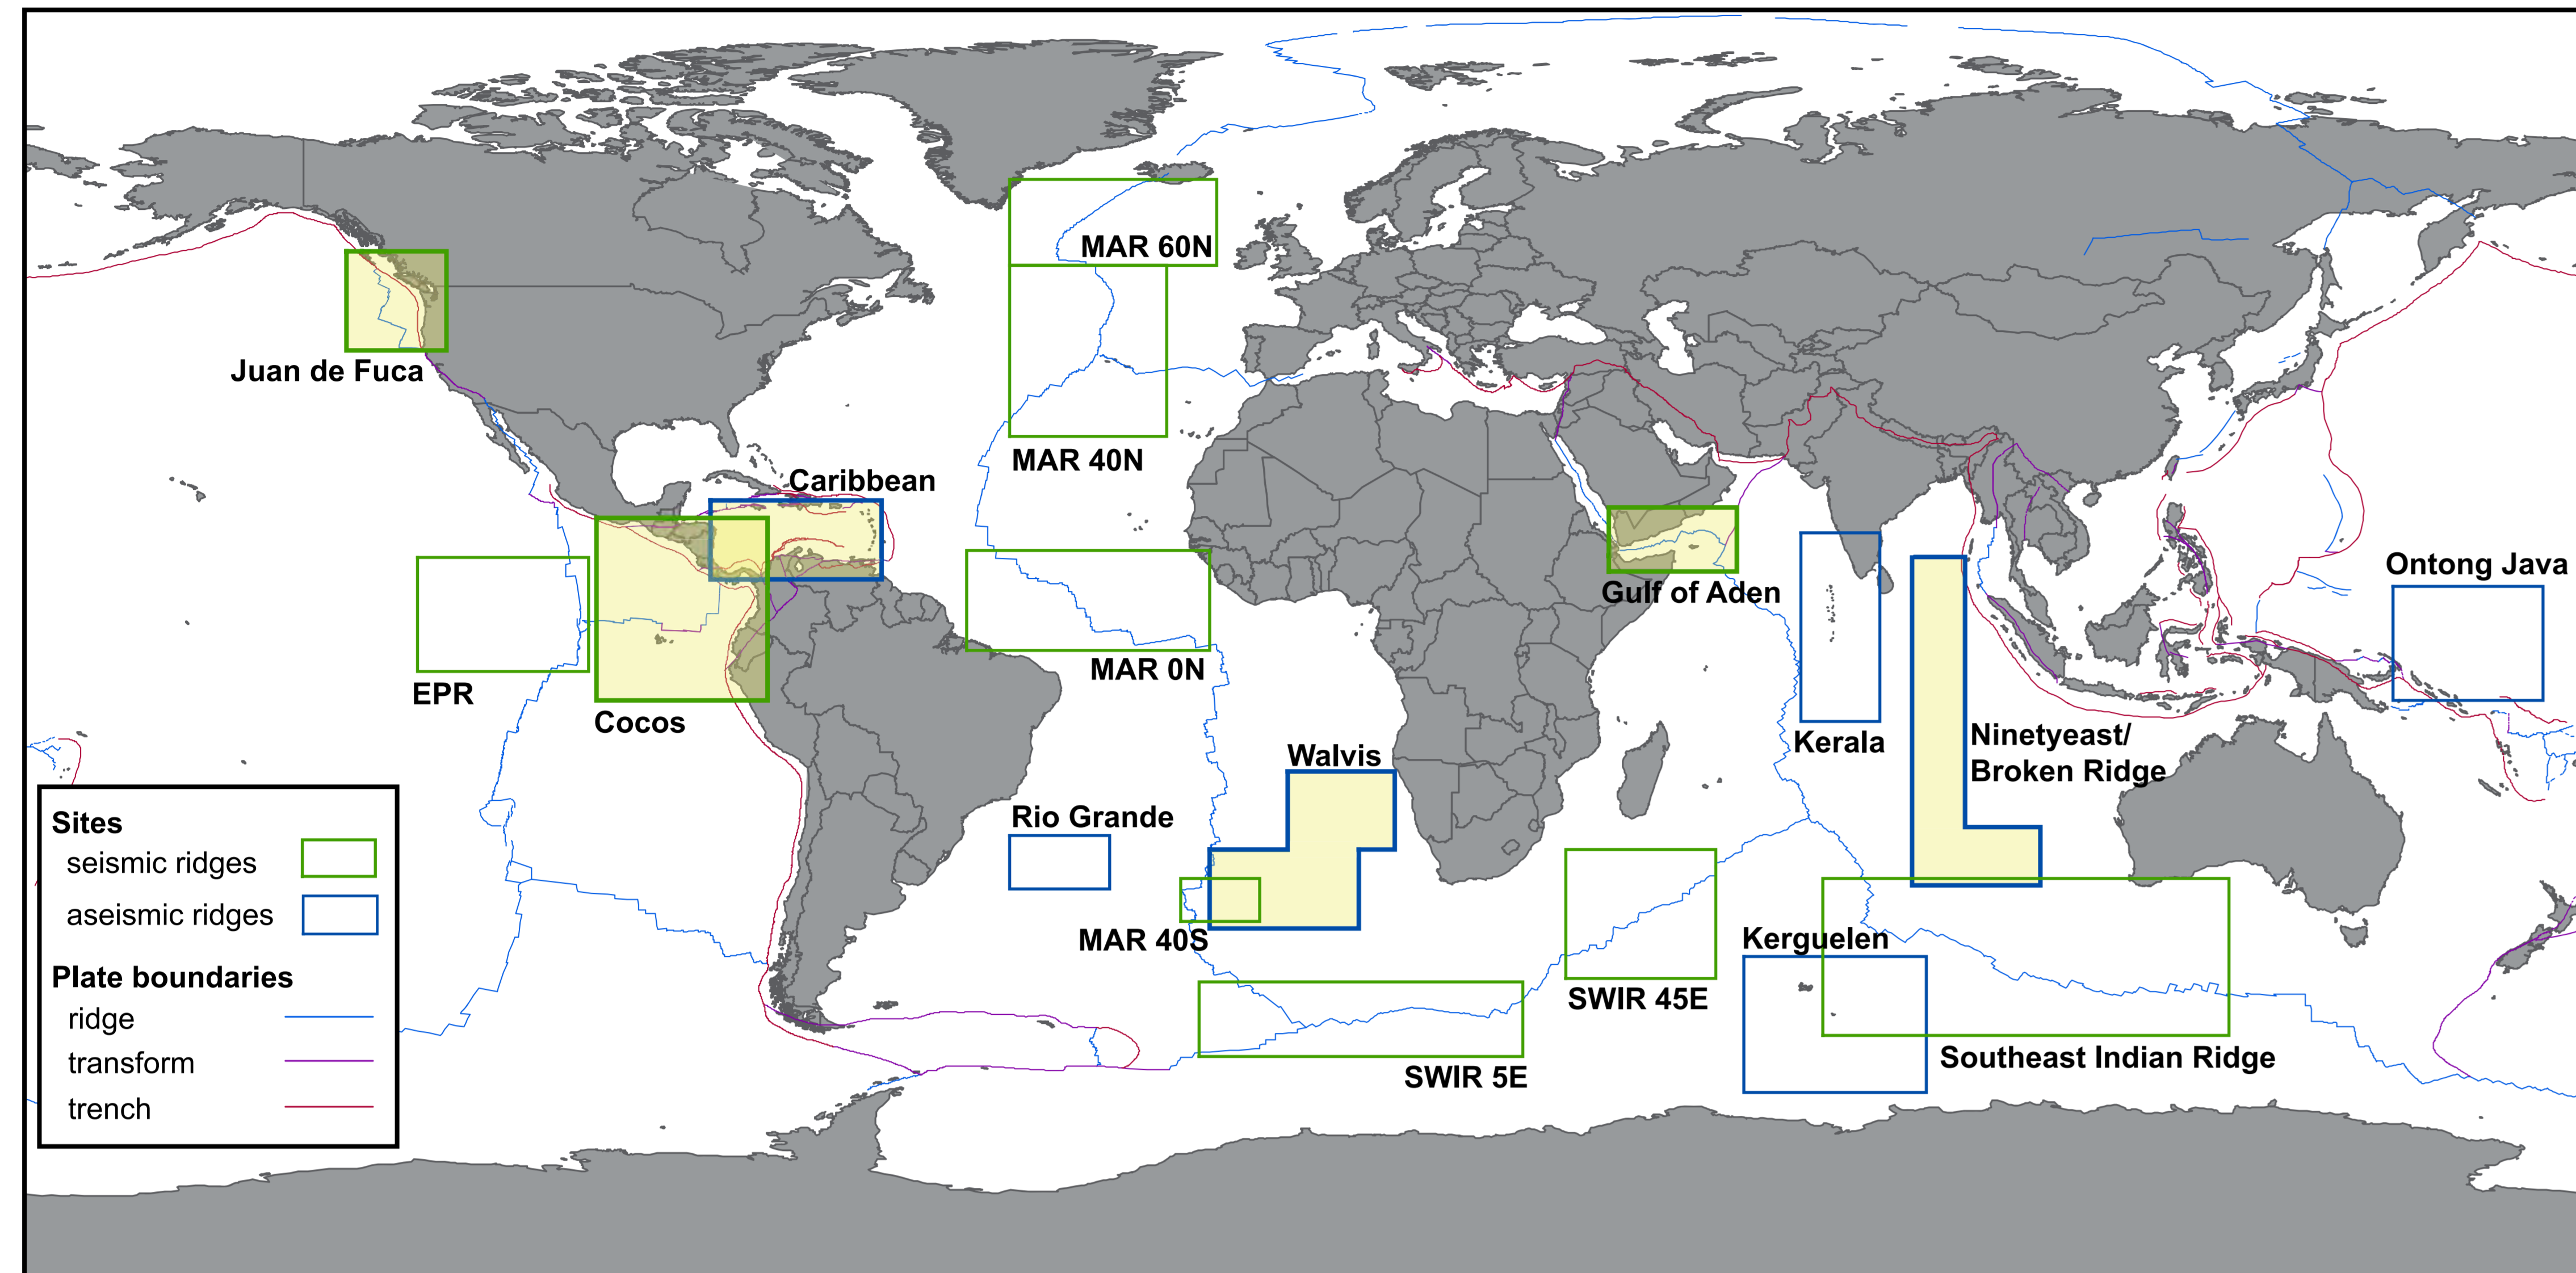 MAR 60N
Juan de Fuca
MAR 40N
Caribbean
Gulf of Aden
Ontong Java
EPR
Cocos
MAR 0N
Kerala
Ninetyeast/
Broken Ridge
Walvis
Rio Grande
MAR 40S
Kerguelen
SWIR 45E
Southeast Indian Ridge
SWIR 5E
Sites
seismic ridges
aseismic ridges
Plate boundaries
ridge
transform
trench